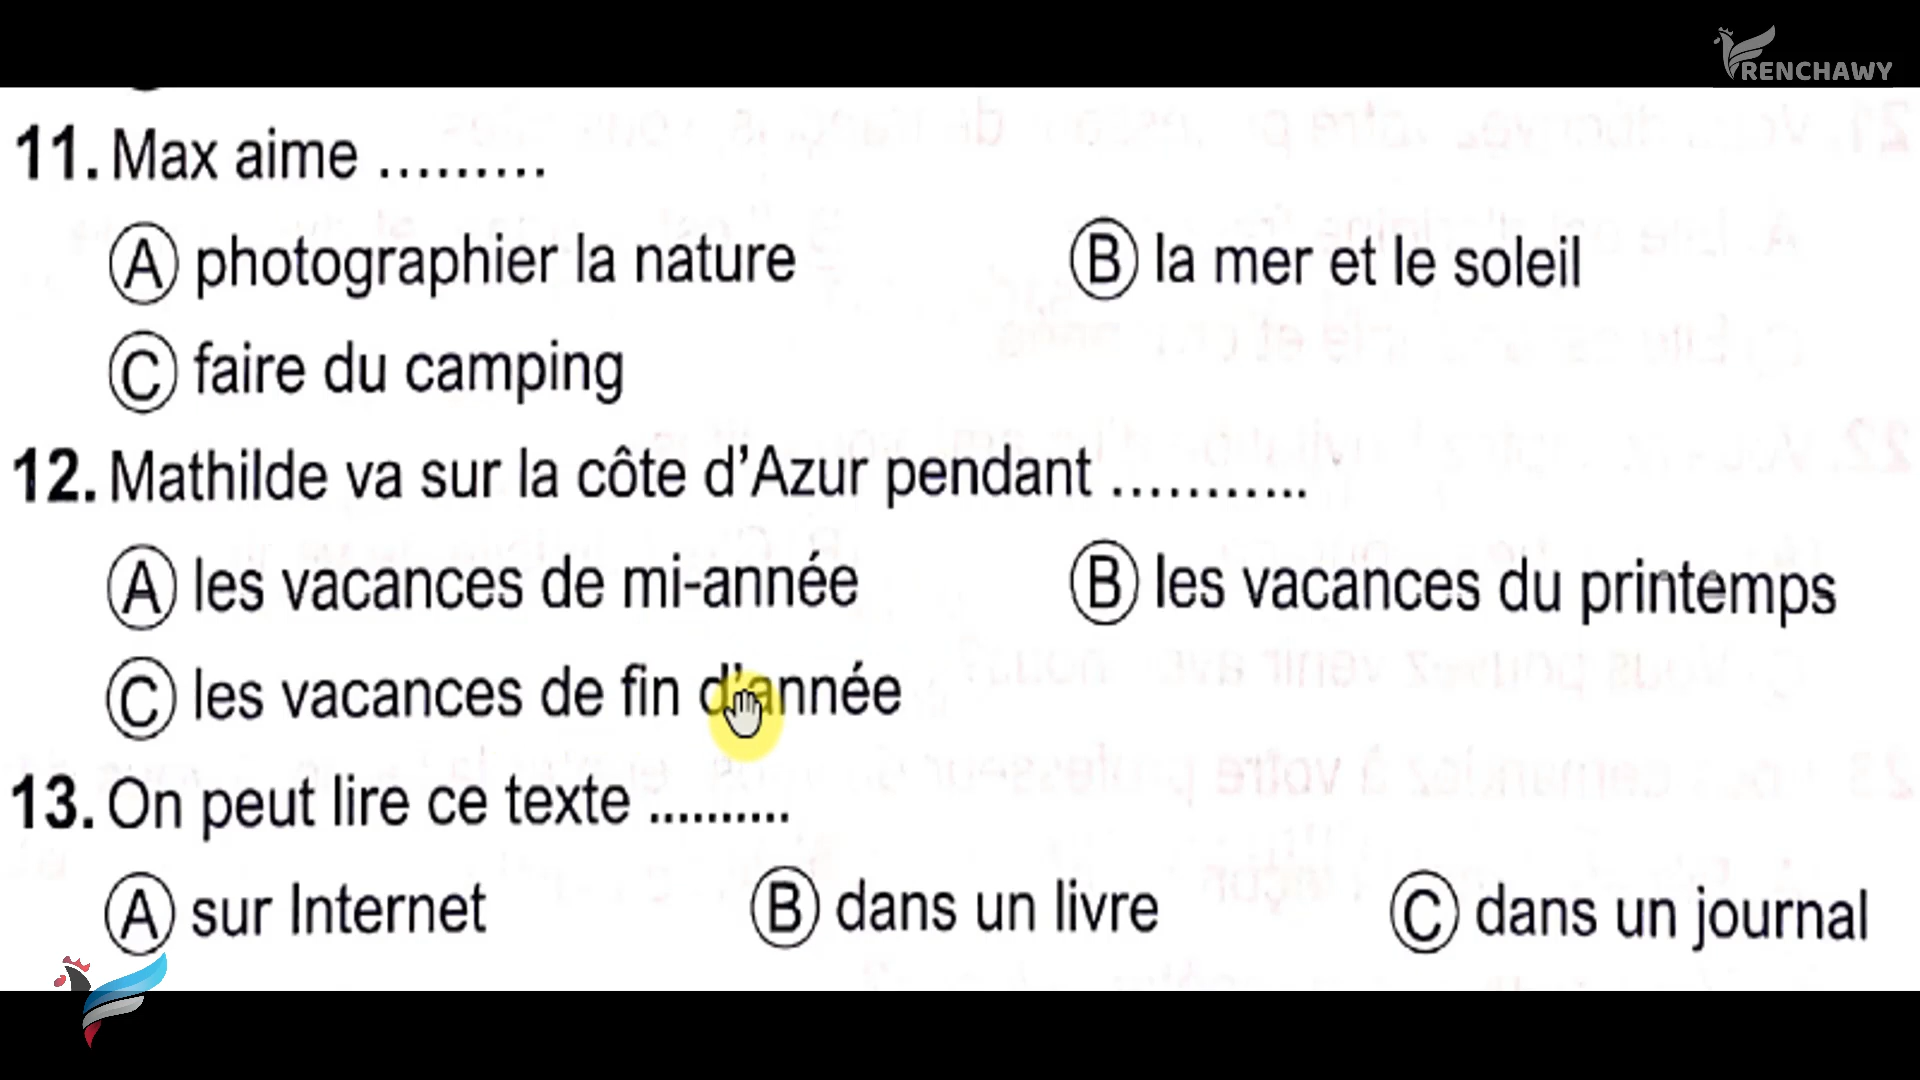 RENCHAWY
11. Max aime .........
A photographier la nature B la mer et le soleil
C faire du camping
12. Mathilde va sur la côte d'Azur pendant ...........
A les vacances de mi-année B les vacances du printemps
C les vacances de fin d'année
13. On peut lire ce texte ..........
A sur Internet B dans un livre C dans un journal